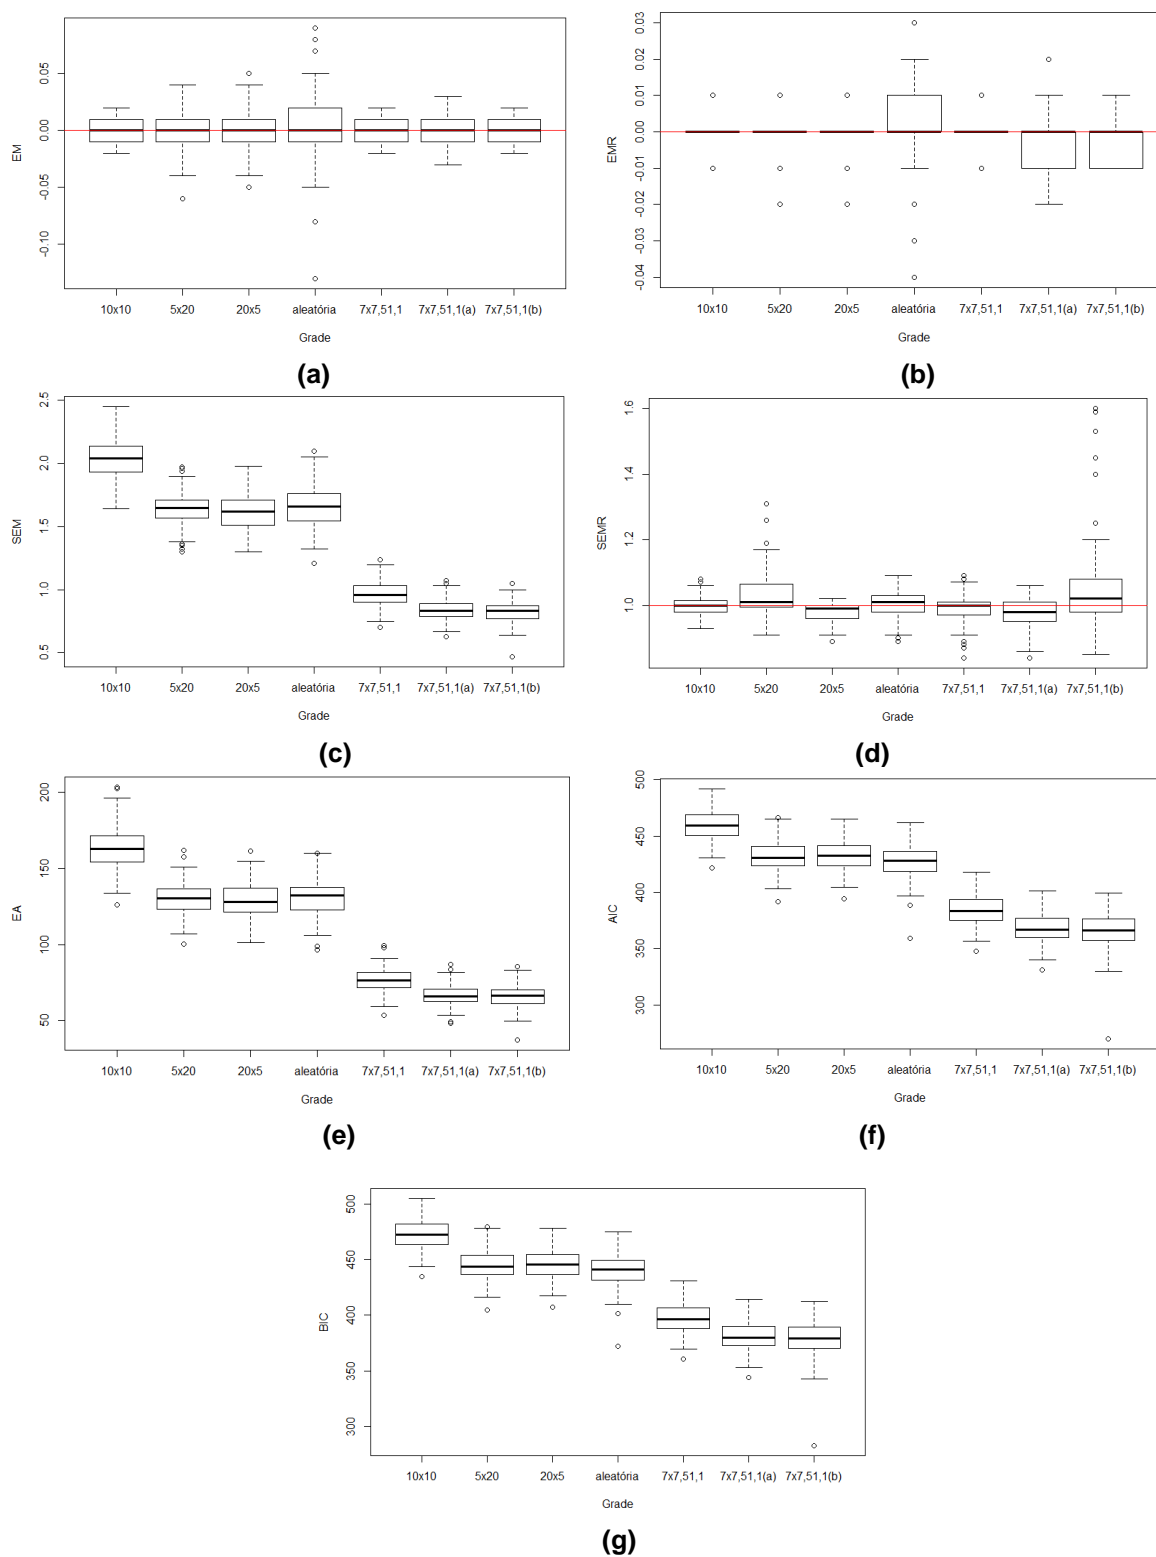 0.05
0.00
-0.05
-0.10
EM
10x10 5x20 20x5 aleatória 7x7,51,1 7x7,51,1(a) 7x7,51,1(b)
Grade
(a)
0.03
0.02
0.01
0.00
-0.01
-0.02
-0.03
-0.04
EMR
10x10 5x20 20x5 aleatória 7x7,51,1 7x7,51,1(a) 7x7,51,1(b)
Grade
(b)
2.5
2.0
1.5
1.0
0.5
SEM
10x10 5x20 20x5 aleatória 7x7,51,1 7x7,51,1(a) 7x7,51,1(b)
Grade
(c)
1.6
1.4
1.2
1.0
SEMR
10x10 5x20 20x5 aleatória 7x7,51,1 7x7,51,1(a) 7x7,51,1(b)
Grade
(d)
200
150
100
50
EA
10x10 5x20 20x5 aleatória 7x7,51,1 7x7,51,1(a) 7x7,51,1(b)
Grade
(e)
500
450
400
350
300
AIC
10x10 5x20 20x5 aleatória 7x7,51,1 7x7,51,1(a) 7x7,51,1(b)
Grade
(f)
500
450
400
350
300
BIC
10x10 5x20 20x5 aleatória 7x7,51,1 7x7,51,1(a) 7x7,51,1(b)
Grade
(g)